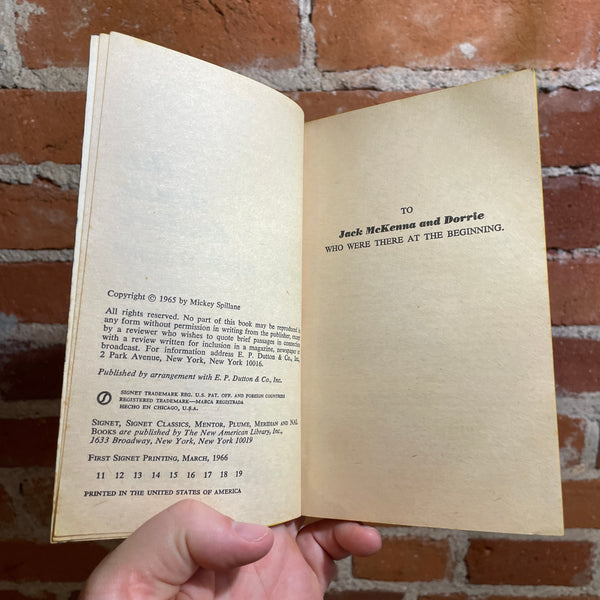 Copyright © 1965 by Mickey Spillane
All rights reserved. No part of this book may be reproduced in
any form without permission in writing from the publisher, except
by a reviewer who wishes to quote brief passages in connection
with a review written for inclusion in a magazine, newspaper or
broadcast. For information address E. P. Dutton & Co., Inc.
2 Park Avenue, New York, New York 10016.
Published by arrangement with E. P. Dutton & Co., Inc.
SIGNET TRADEMARK REG. U.S. PAT. OFF. AND FOREIGN COUNTRIES
REGISTERED TRADEMARK—MARCA REGISTRADA
HECHO EN CHICAGO, U.S.A.
SIGNET, SIGNET CLASSICS, MENTOR, PLUME, MERIDIAN AND NAL
BOOKS are published by The New American Library, Inc.,
1633 Broadway, New York, New York 10019
FIRST SIGNET PRINTING, MARCH, 1966
11 12 13 14 15 16 17 18 19
PRINTED IN THE UNITED STATES OF AMERICA
TO
Jack McKenna and Dorrie
WHO WERE THERE AT THE BEGINNING.